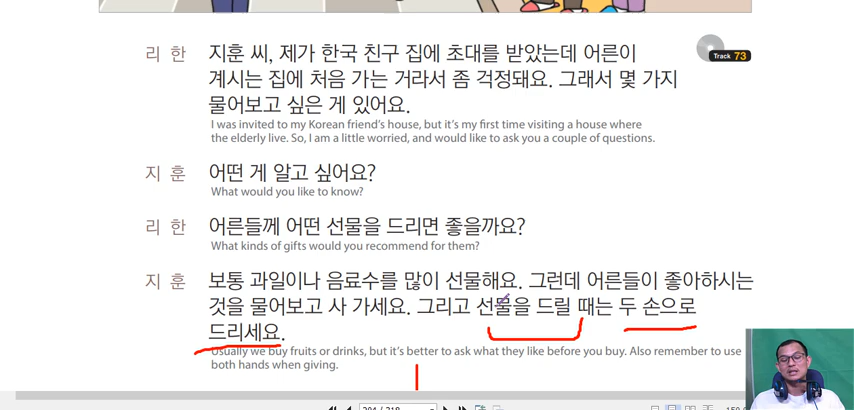 Track 73
리 한 지훈 씨, 제가 한국 친구 집에 초대를 받았는데 어른이
계시는 집에 처음 가는 거라서 좀 걱정돼요. 그래서 몇 가지
물어보고 싶은 게 있어요.
I was invited to my Korean friend's house, but it's my first time visiting a house where
the elderly live. So, I am a little worried, and would like to ask you a couple of questions.
지 훈 어떤 게 알고 싶어요?
What would you like to know?
리 한 어른들께 어떤 선물을 드리면 좋을까요?
What kinds of gifts would you recommend for them?
지 훈 보통 과일이나 음료수를 많이 선물해요. 그런데 어른들이 좋아하시는
것을 물어보고 사 가세요. 그리고 선물을 드릴 때는 두 손으로
드리세요.
Usually we buy fruits or drinks, but it's better to ask what they like before you buy. Also remember to use
both hands when giving.